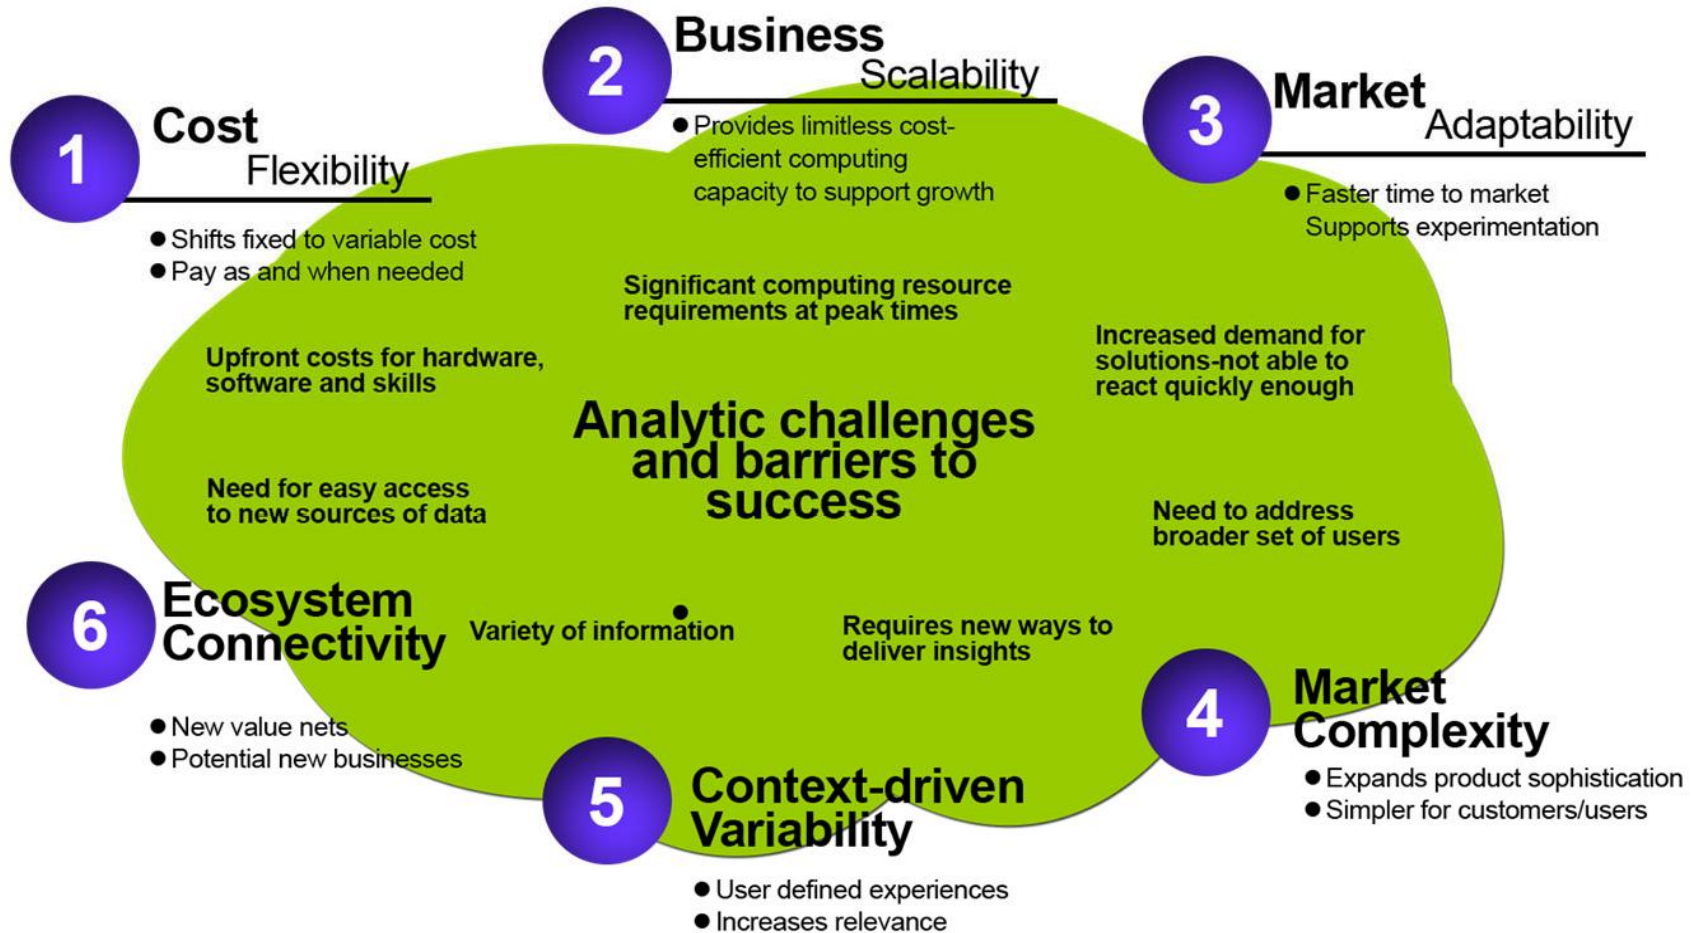 1
Cost
Flexibility
● Shifts fixed to variable cost
● Pay as and when needed
2
Business
Scalability
● Provides limitless cost-
efficient computing
capacity to support growth
3
Market
Adaptability
● Faster time to market
Supports experimentation
Significant computing resource
requirements at peak times
Upfront costs for hardware,
software and skills
Increased demand for
solutions-not able to
react quickly enough
Analytic challenges
and barriers to
success
Need for easy access
to new sources of data
Need to address
broader set of users
Variety of information
Requires new ways to
deliver insights
6
Ecosystem
Connectivity
● New value nets
● Potential new businesses
5
Context-driven
Variability
● User defined experiences
● Increases relevance
4
Market
Complexity
● Expands product sophistication
● Simpler for customers/users